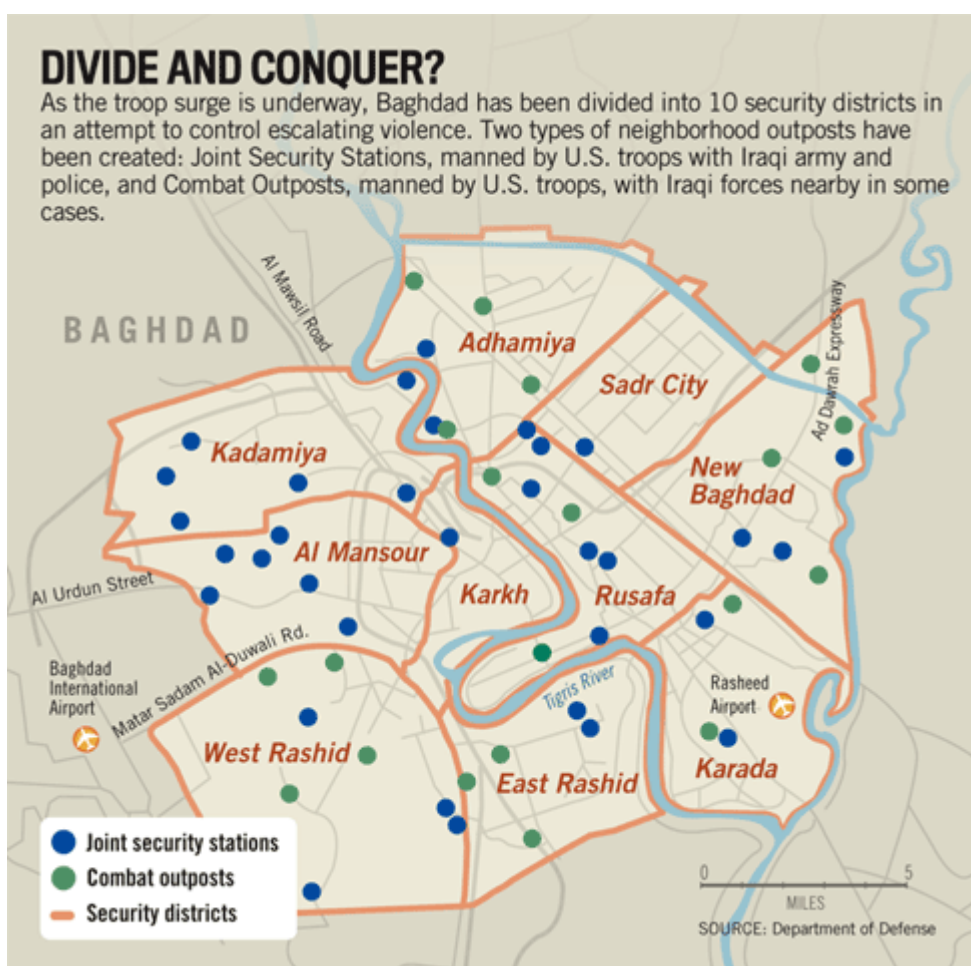 DIVIDE AND CONQUER?
As the troop surge is underway, Baghdad has been divided into 10 security districts in
an attempt to control escalating violence. Two types of neighborhood outposts have
been created: Joint Security Stations, manned by U.S. troops with Iraqi army and
police, and Combat Outposts, manned by U.S. troops, with Iraqi forces nearby in some
cases.
Al Mawsil Road
BAGHDAD
Ad Dawrah Expressway
Adhamiya
Sadr City
Kadamiya
New
Baghdad
Al Mansour
Al Urdun Street
Karkh
Rusafa
Matar Sadam Al-Duwali Rd.
Baghdad
International
Airport
Tigris River
Rasheed
Airport
West Rashid
East Rashid
Karada
Joint security stations
Combat outposts
Security districts
0 5
MILES
SOURCE: Department of Defense